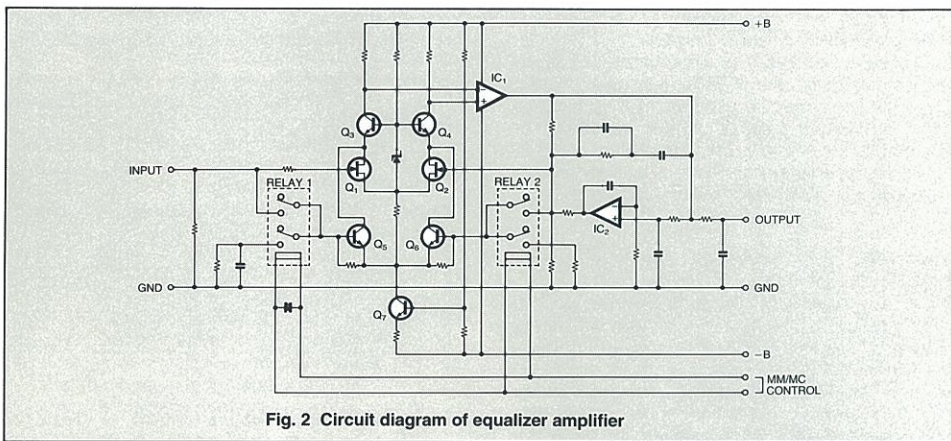 +B
IC₁
−
+
Q₃
Q₄
INPUT
Q₁
Q₂
RELAY 1
RELAY 2
−
+
IC₂
OUTPUT
Q₅
Q₆
GND
GND
Q₇
−B
MM/MC
CONTROL
Fig. 2 Circuit diagram of equalizer amplifier